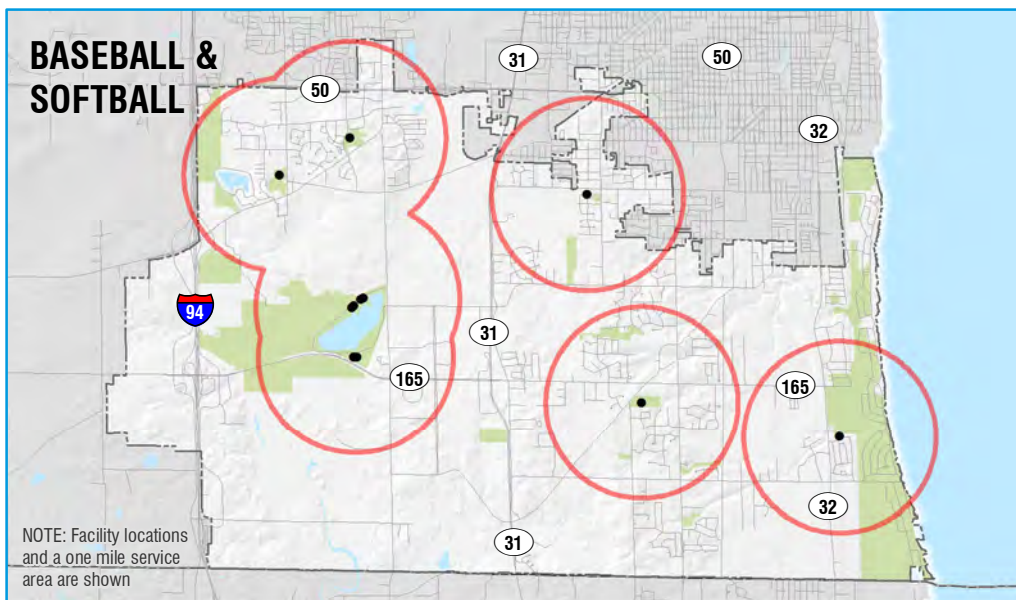 BASEBALL &
SOFTBALL
50
31
50
32
94
31
165
165
32
31
NOTE: Facility locations
and a one mile service
area are shown